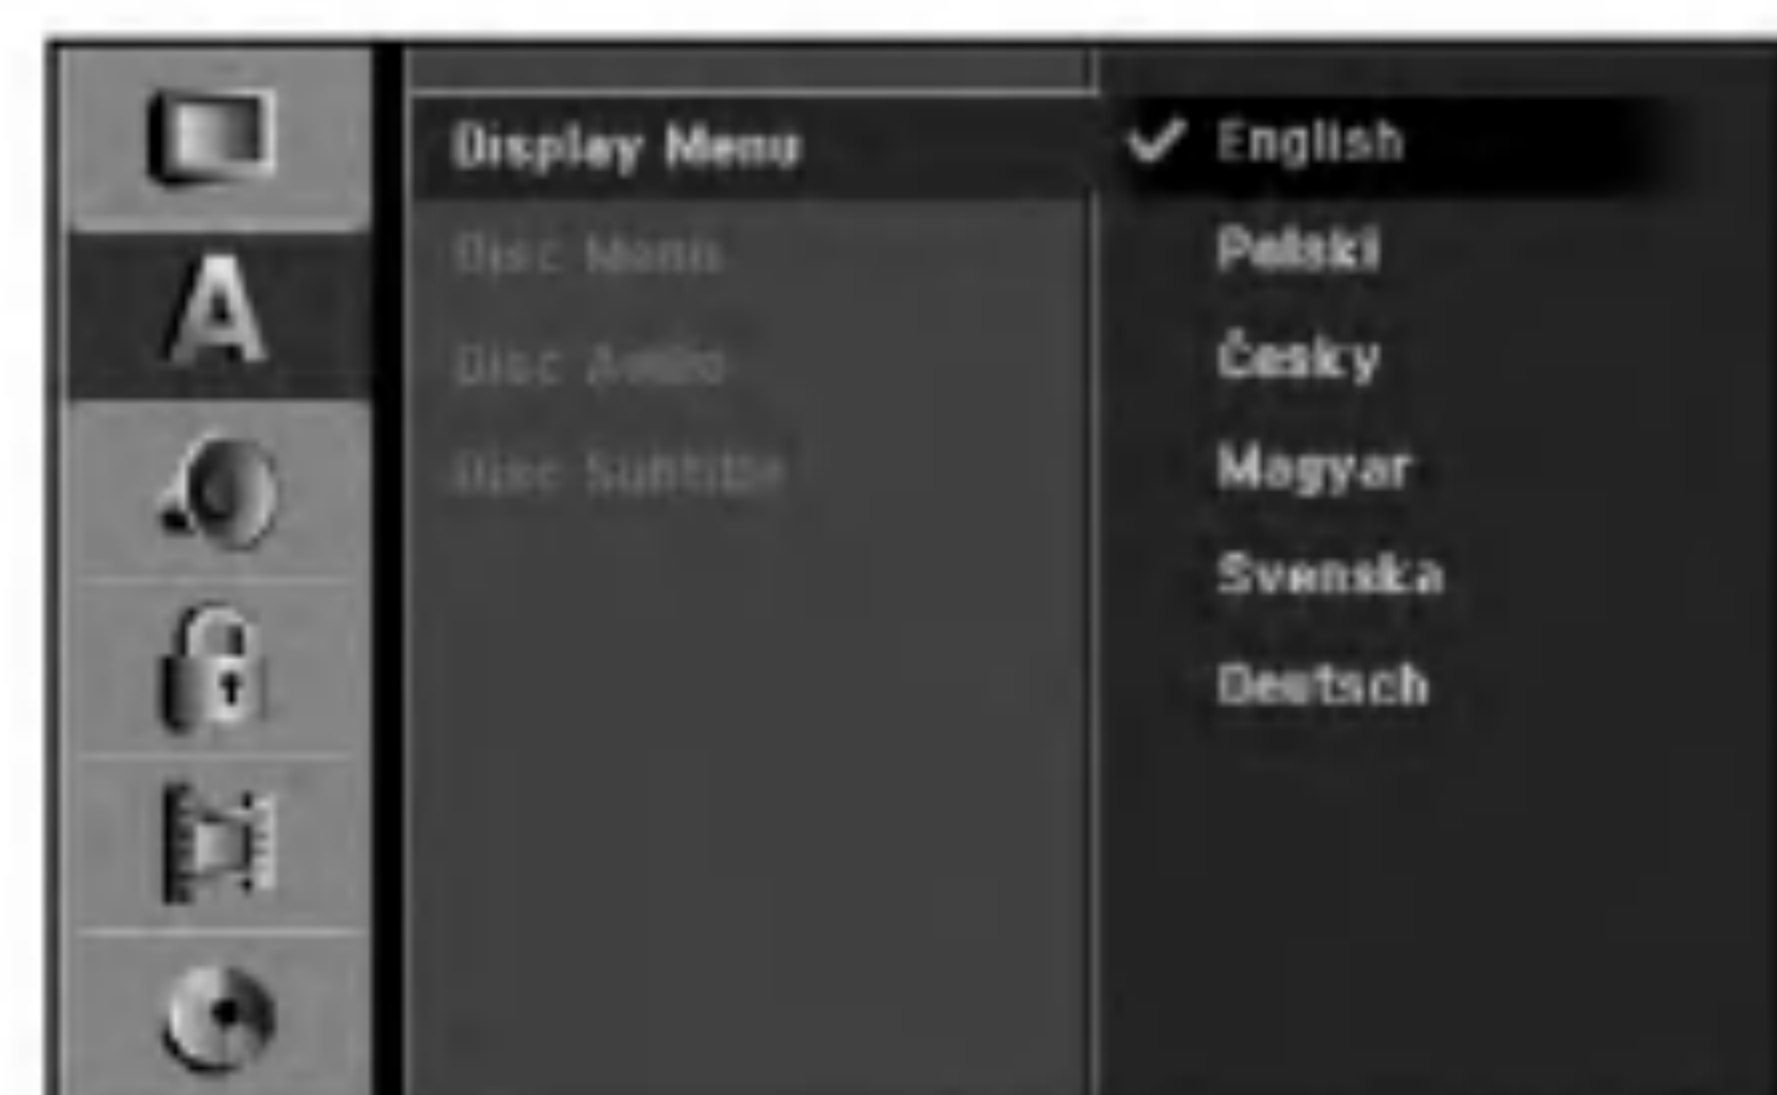 A
Display Menu
Disc Menu
Disc Audio
Disc Subtitle
✓ English
Polski
Česky
Magyar
Svenska
Deutsch